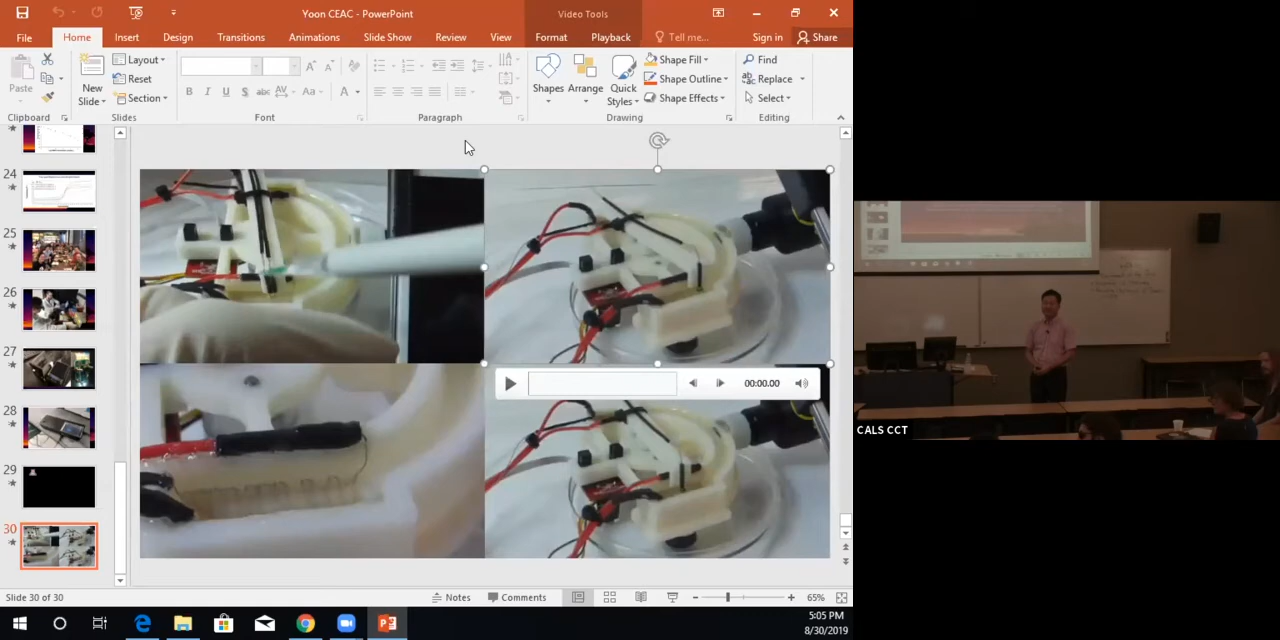 Yoon CEAC - PowerPoint
Video Tools
File
Home
Insert
Design
Transitions
Animations
Slide Show
Review
View
Format
Playback
Tell me...
Sign in
Share
Paste
Clipboard
New
Slide
Layout
Reset
Section
Slides
B I U S abc AV Aa A
Font
Paragraph
Shapes
Arrange
Quick
Styles
Shape Fill
Shape Outline
Shape Effects
Drawing
Find
Replace
Select
Editing
24
25
26
27
28
29
30
00:00.00
CALS CCT
Slide 30 of 30
Notes
Comments
65%
5:05 PM
8/30/2019